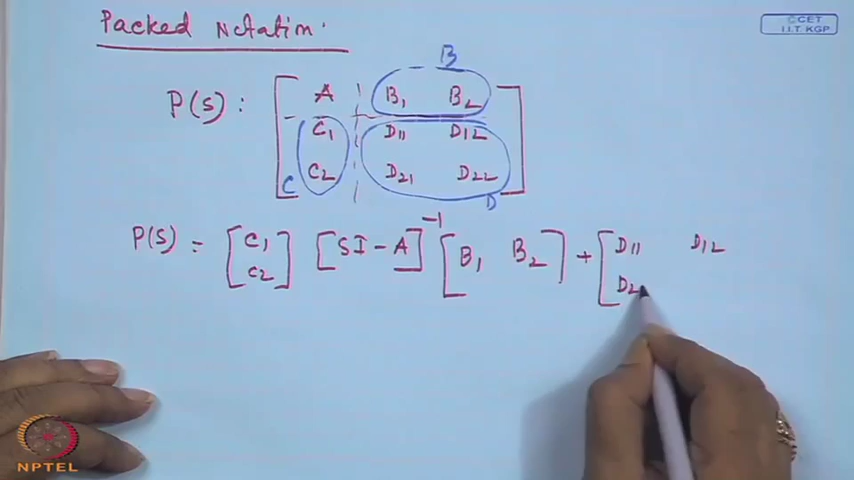 Packed Notation.
©CET
I.I.T. KGP
B
P(S) : [ A B₁ B₂
C₁ D₁₁ D₁₂
C C₂ D₂₁ D₂₂ ]
D
P(S) = [ C₁ C₂ ] [ SI - A ]⁻¹ [ B₁ B₂ ] + [ D₁₁ D₁₂
D₂
NPTEL